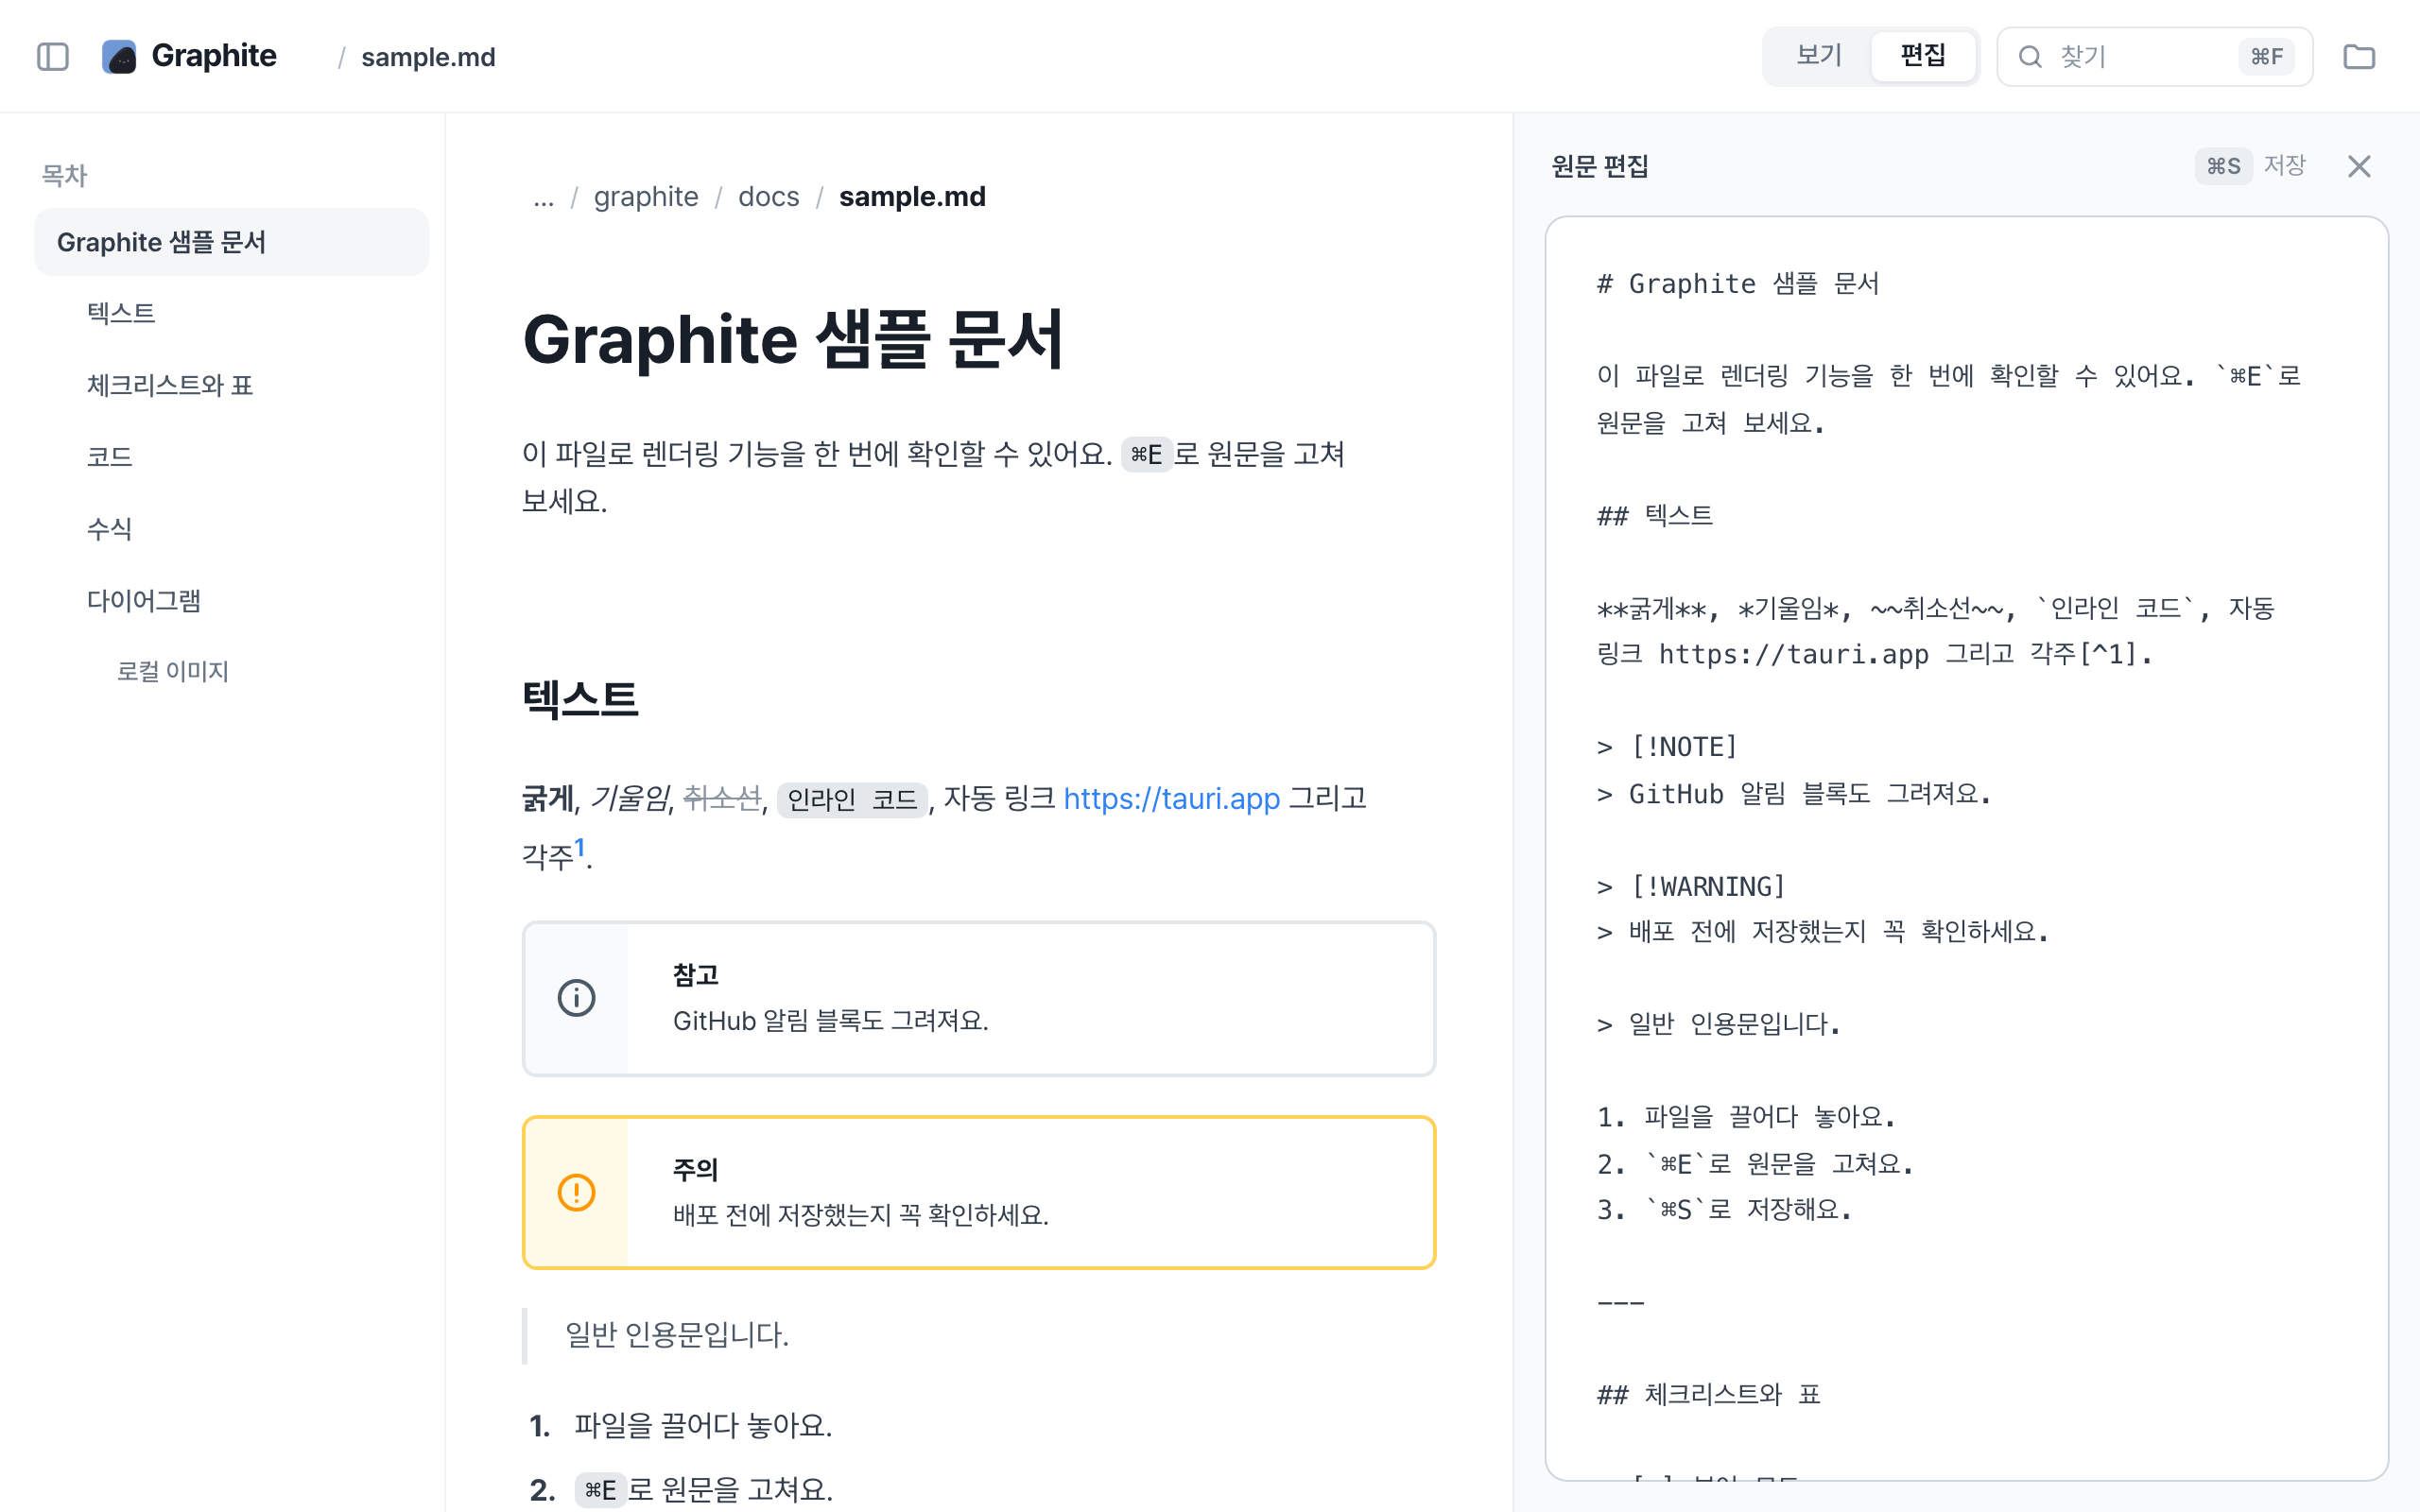 Graphite / sample.md
보기 편집 찾기 ⌘F
목차
Graphite 샘플 문서
텍스트
체크리스트와 표
코드
수식
다이어그램
로컬 이미지
... / graphite / docs / sample.md
Graphite 샘플 문서
이 파일로 렌더링 기능을 한 번에 확인할 수 있어요. ⌘E로 원문을 고쳐
보세요.
텍스트
굵게, 기울임, 취소선, 인라인 코드, 자동 링크 https://tauri.app 그리고
각주1.
참고
GitHub 알림 블록도 그려져요.
주의
배포 전에 저장했는지 꼭 확인하세요.
일반 인용문입니다.
1. 파일을 끌어다 놓아요.
2. ⌘E로 원문을 고쳐요.
원문 편집 ⌘S 저장
# Graphite 샘플 문서
이 파일로 렌더링 기능을 한 번에 확인할 수 있어요. `⌘E`로
원문을 고쳐 보세요.
## 텍스트
**굵게**, *기울임*, ~~취소선~~, `인라인 코드`, 자동
링크 https://tauri.app 그리고 각주[^1].
> [!NOTE]
> GitHub 알림 블록도 그려져요.
> [!WARNING]
> 배포 전에 저장했는지 꼭 확인하세요.
> 일반 인용문입니다.
1. 파일을 끌어다 놓아요.
2. `⌘E`로 원문을 고쳐요.
3. `⌘S`로 저장해요.
---
## 체크리스트와 표